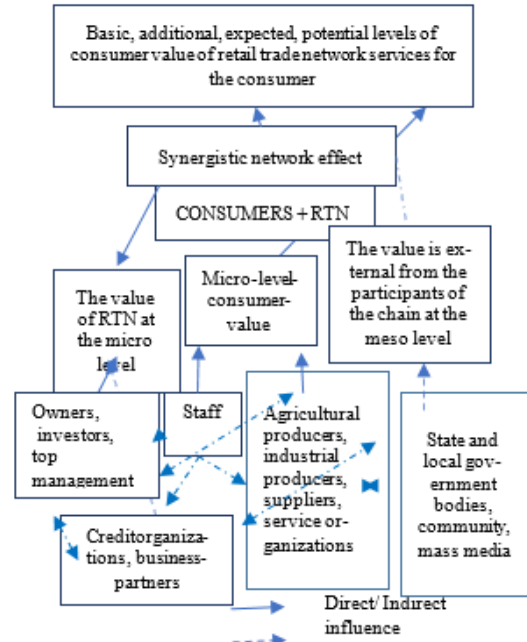 Basic, additional, expected, potential levels of
consumer value of retail trade network services for
the consumer
Synergistic network effect
CONSUMERS + RTN
The value
of RTN at
the micro
level
Micro-level-
consumer-
value
The value is ex-
ternal from the
participants of
the chain at the
meso level
Owners,
investors,
top
management
Staff
Agricultural
producers,
industrial
producers,
suppliers,
service or-
ganizations
State and
local gov-
ernment
bodies,
community,
mass media
Creditorganiza-
tions, business-
partners
Direct/ Indirect
influence